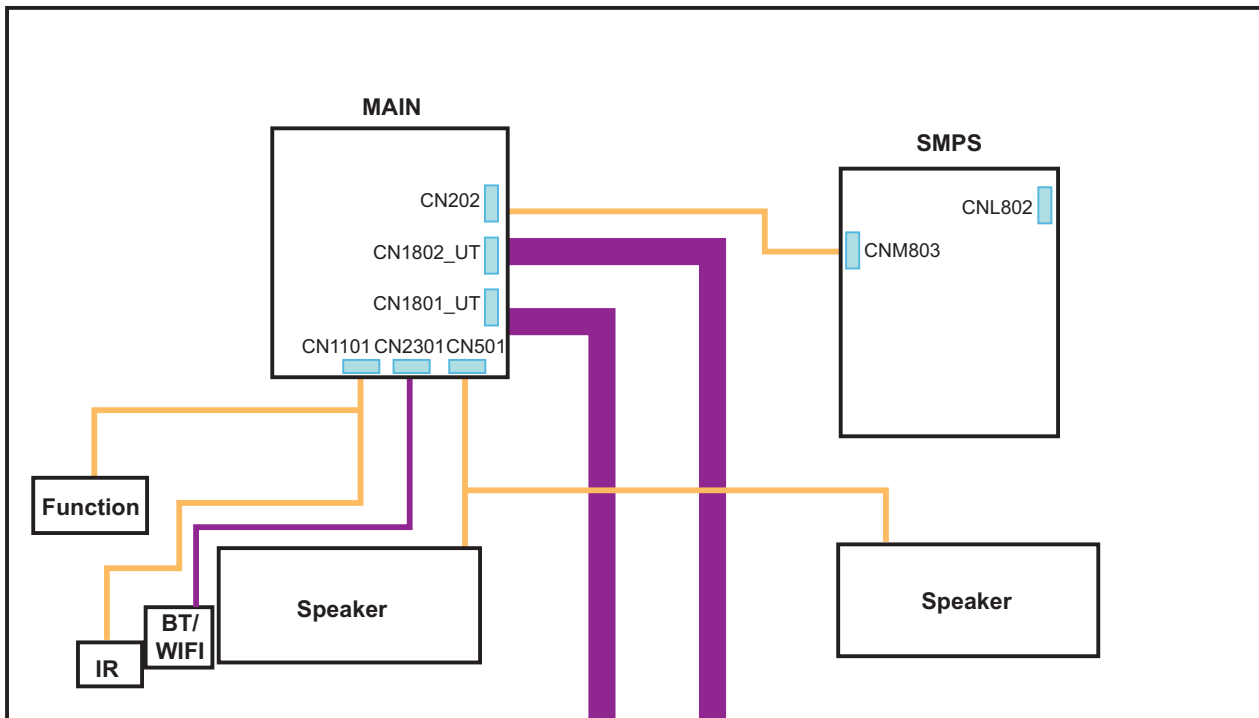 MAIN
SMPS
CN202
CNL802
CN1802_UT
CNM803
CN1801_UT
CN1101 CN2301 CN501
Function
Speaker
Speaker
BT/
WIFI
IR